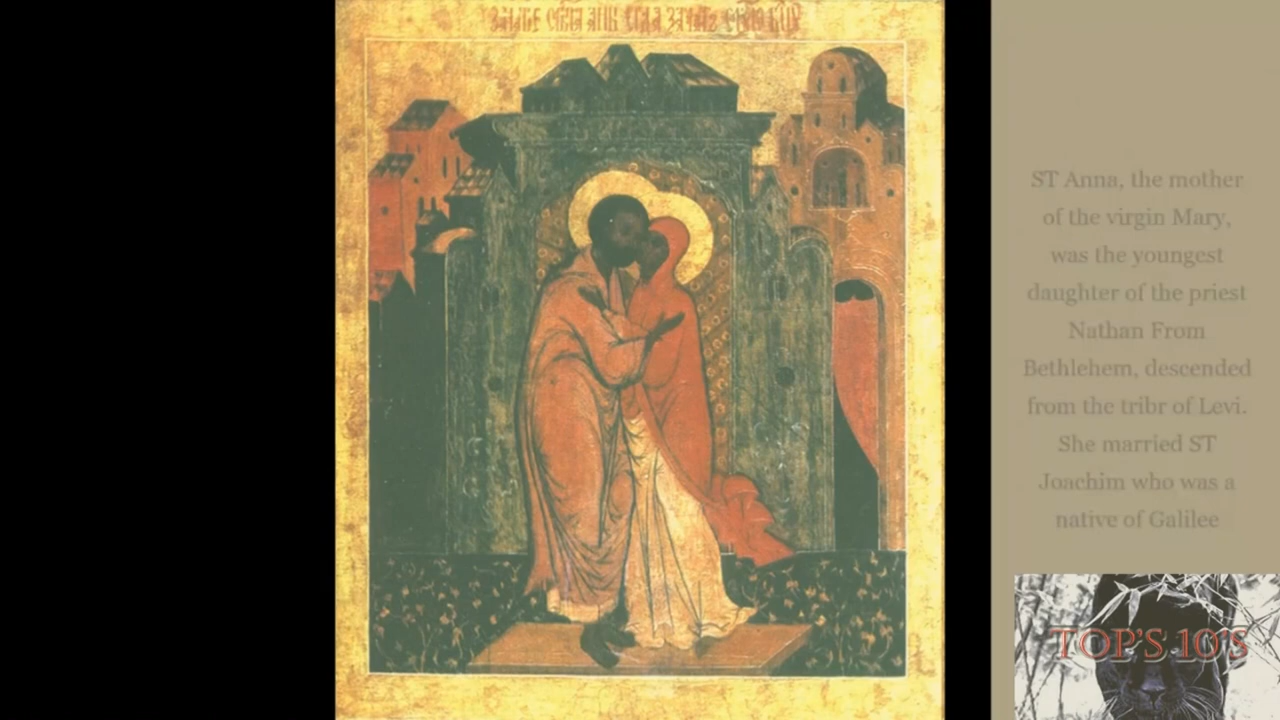 ST Anna, the mother
of the virgin Mary,
was the youngest
daughter of the priest
Nathan From
Bethlehem, descended
from the tribr of Levi.
She married ST
Joachim who was a
native of Galilee
TOP'S 10'S